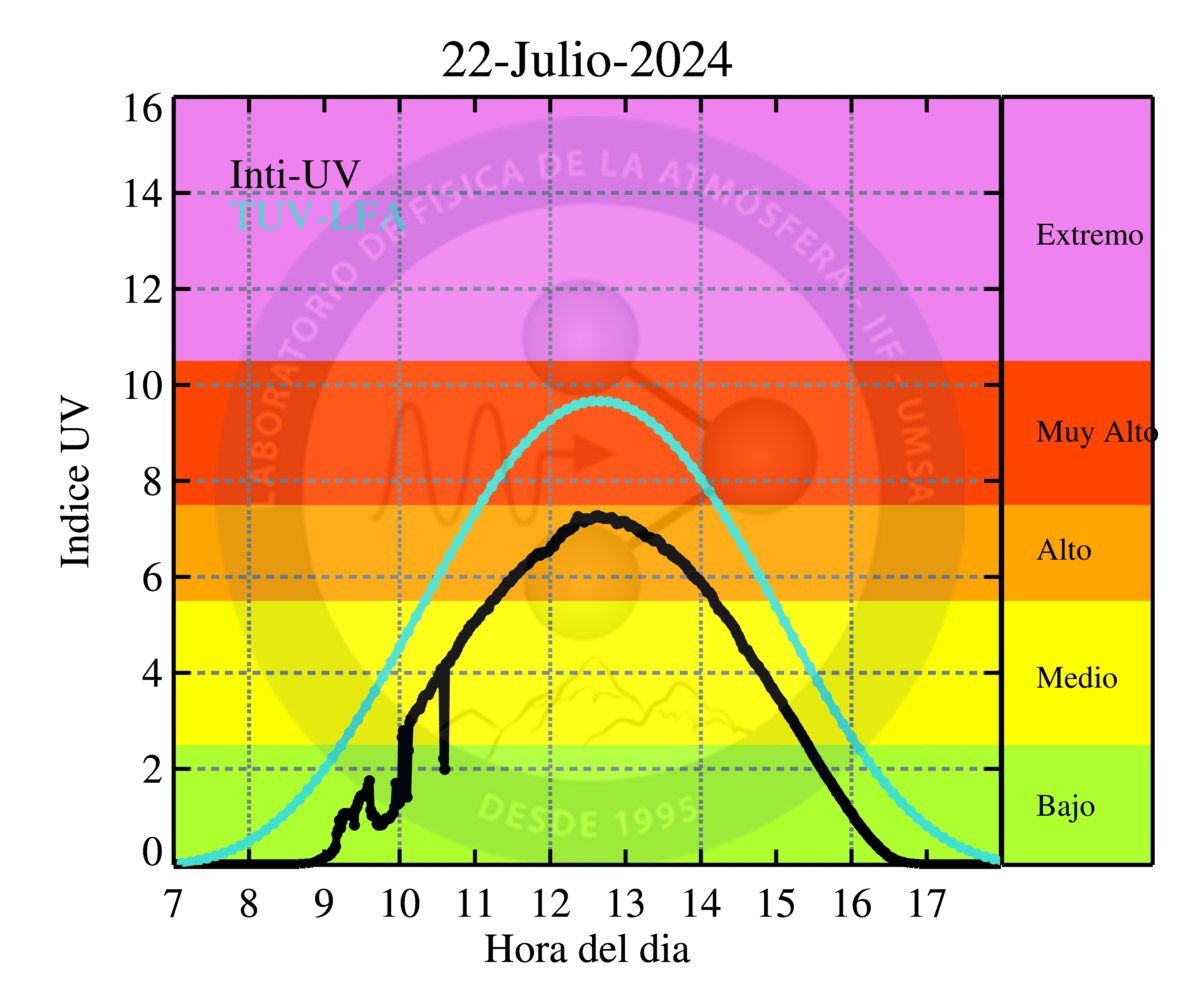 22-Julio-2024
16
14
12
10
8
6
4
2
0
Indice UV
Inti-UV
TUV-LFA
LABORATORIO DE FÍSICA DE LA ATMÓSFERA - IIF - UMSA
DESDE 1995
Extremo
Muy Alto
Alto
Medio
Bajo
7 8 9 10 11 12 13 14 15 16 17
Hora del dia